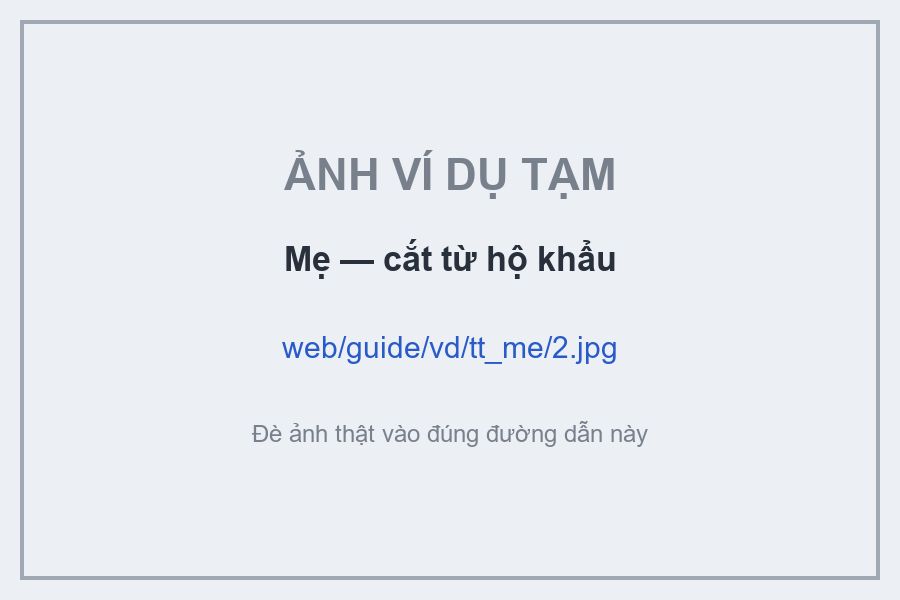 ẢNH VÍ DỤ TẠM
Mẹ — cắt từ hộ khẩu
web/guide/vd/tt_me/2.jpg
Đè ảnh thật vào đúng đường dẫn này